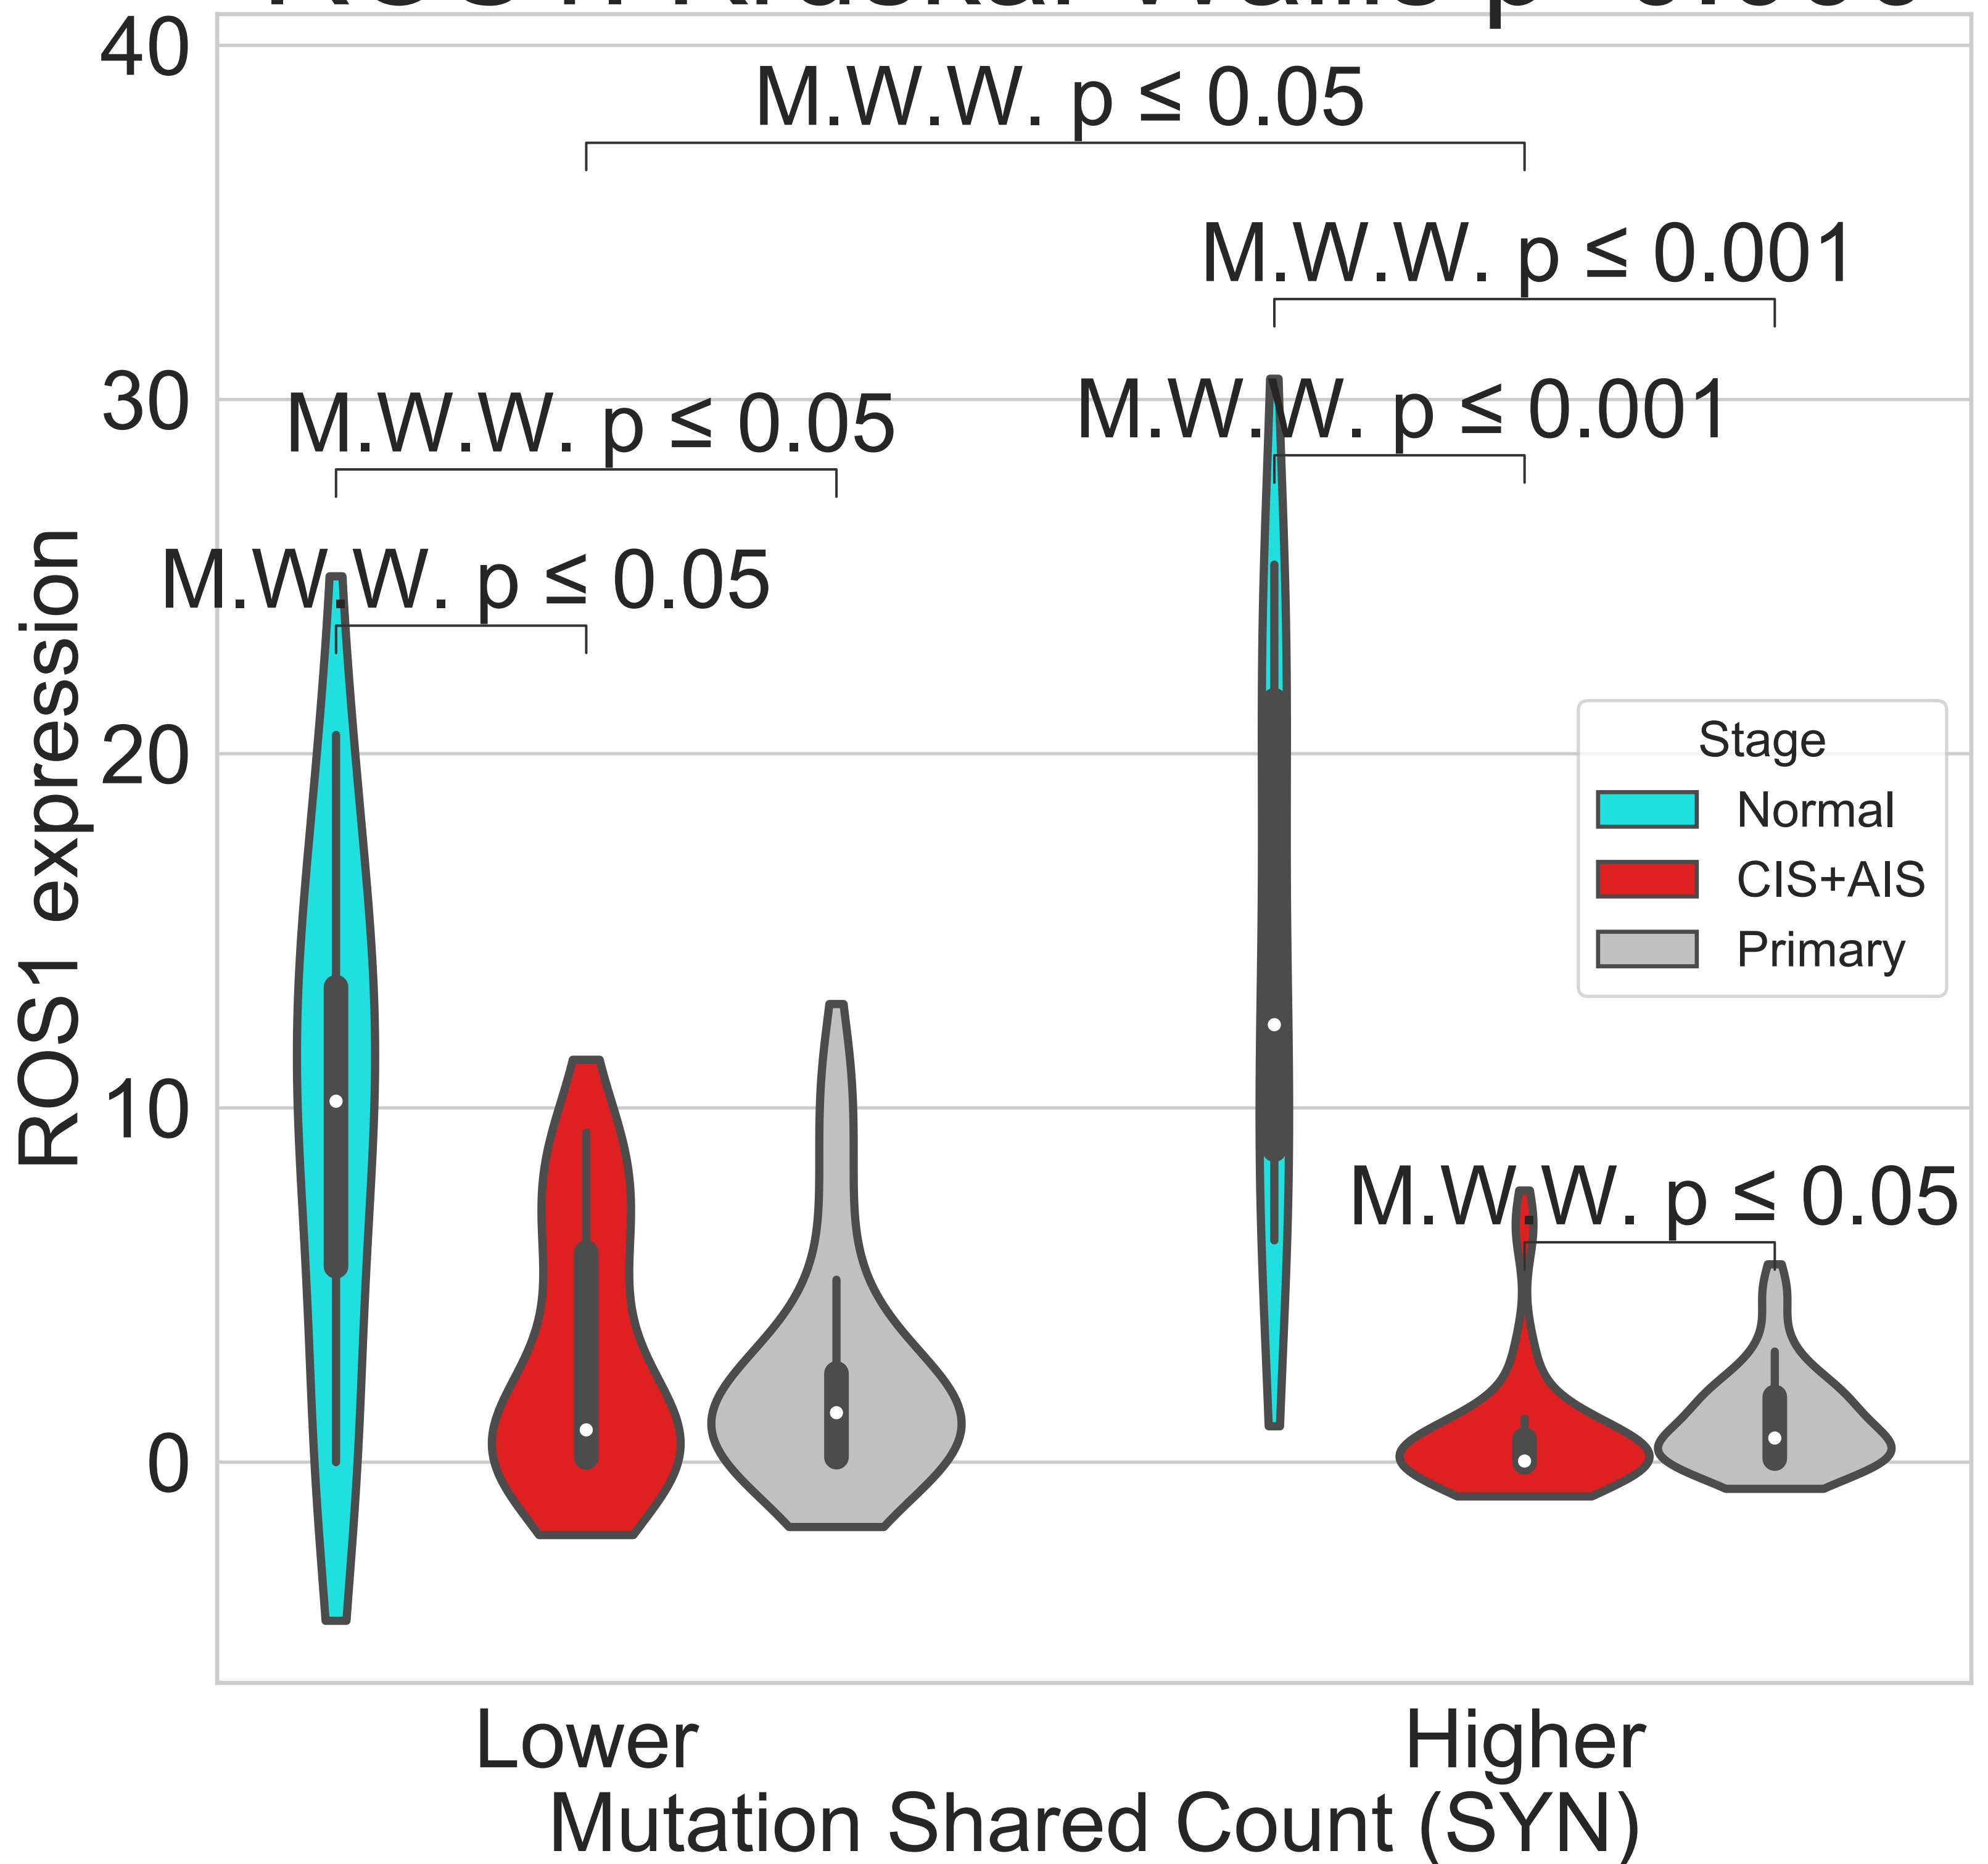 40
M.W.W. p ≤ 0.05
M.W.W. p ≤ 0.001
30
M.W.W. p ≤ 0.05
M.W.W. p ≤ 0.001
M.W.W. p ≤ 0.05
20
Stage
Normal
CIS+AIS
Primary
ROS1 expression
10
M.W.W. p ≤ 0.05
0
Lower
Higher
Mutation Shared Count (SYN)